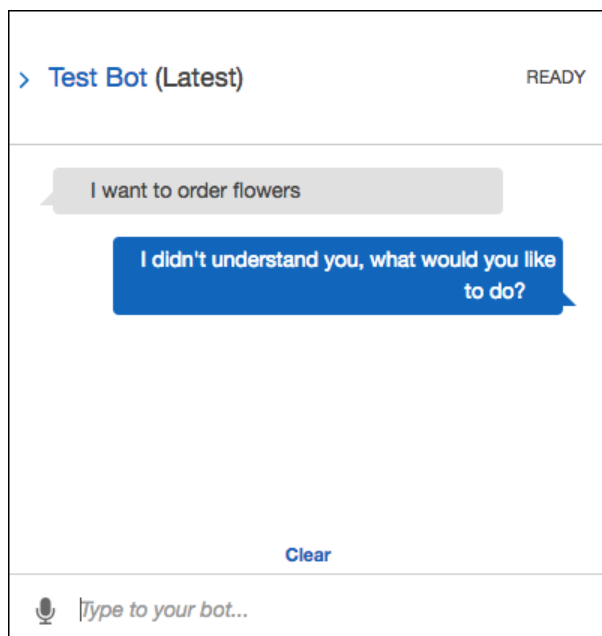 Test Bot (Latest)
READY
I want to order flowers
I didn't understand you, what would you like
to do?
Clear
Type to your bot...